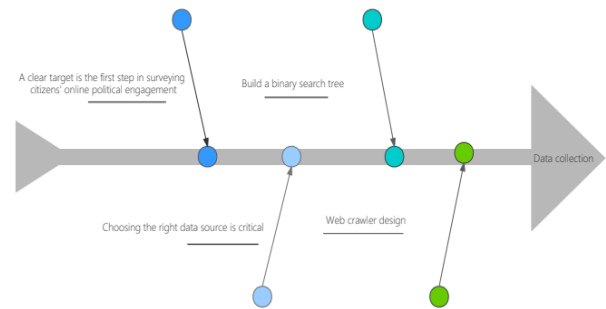 A clear target is the first step in surveying
citizens' online political engagement
Build a binary search tree
Data collection
Choosing the right data source is critical
Web crawler design